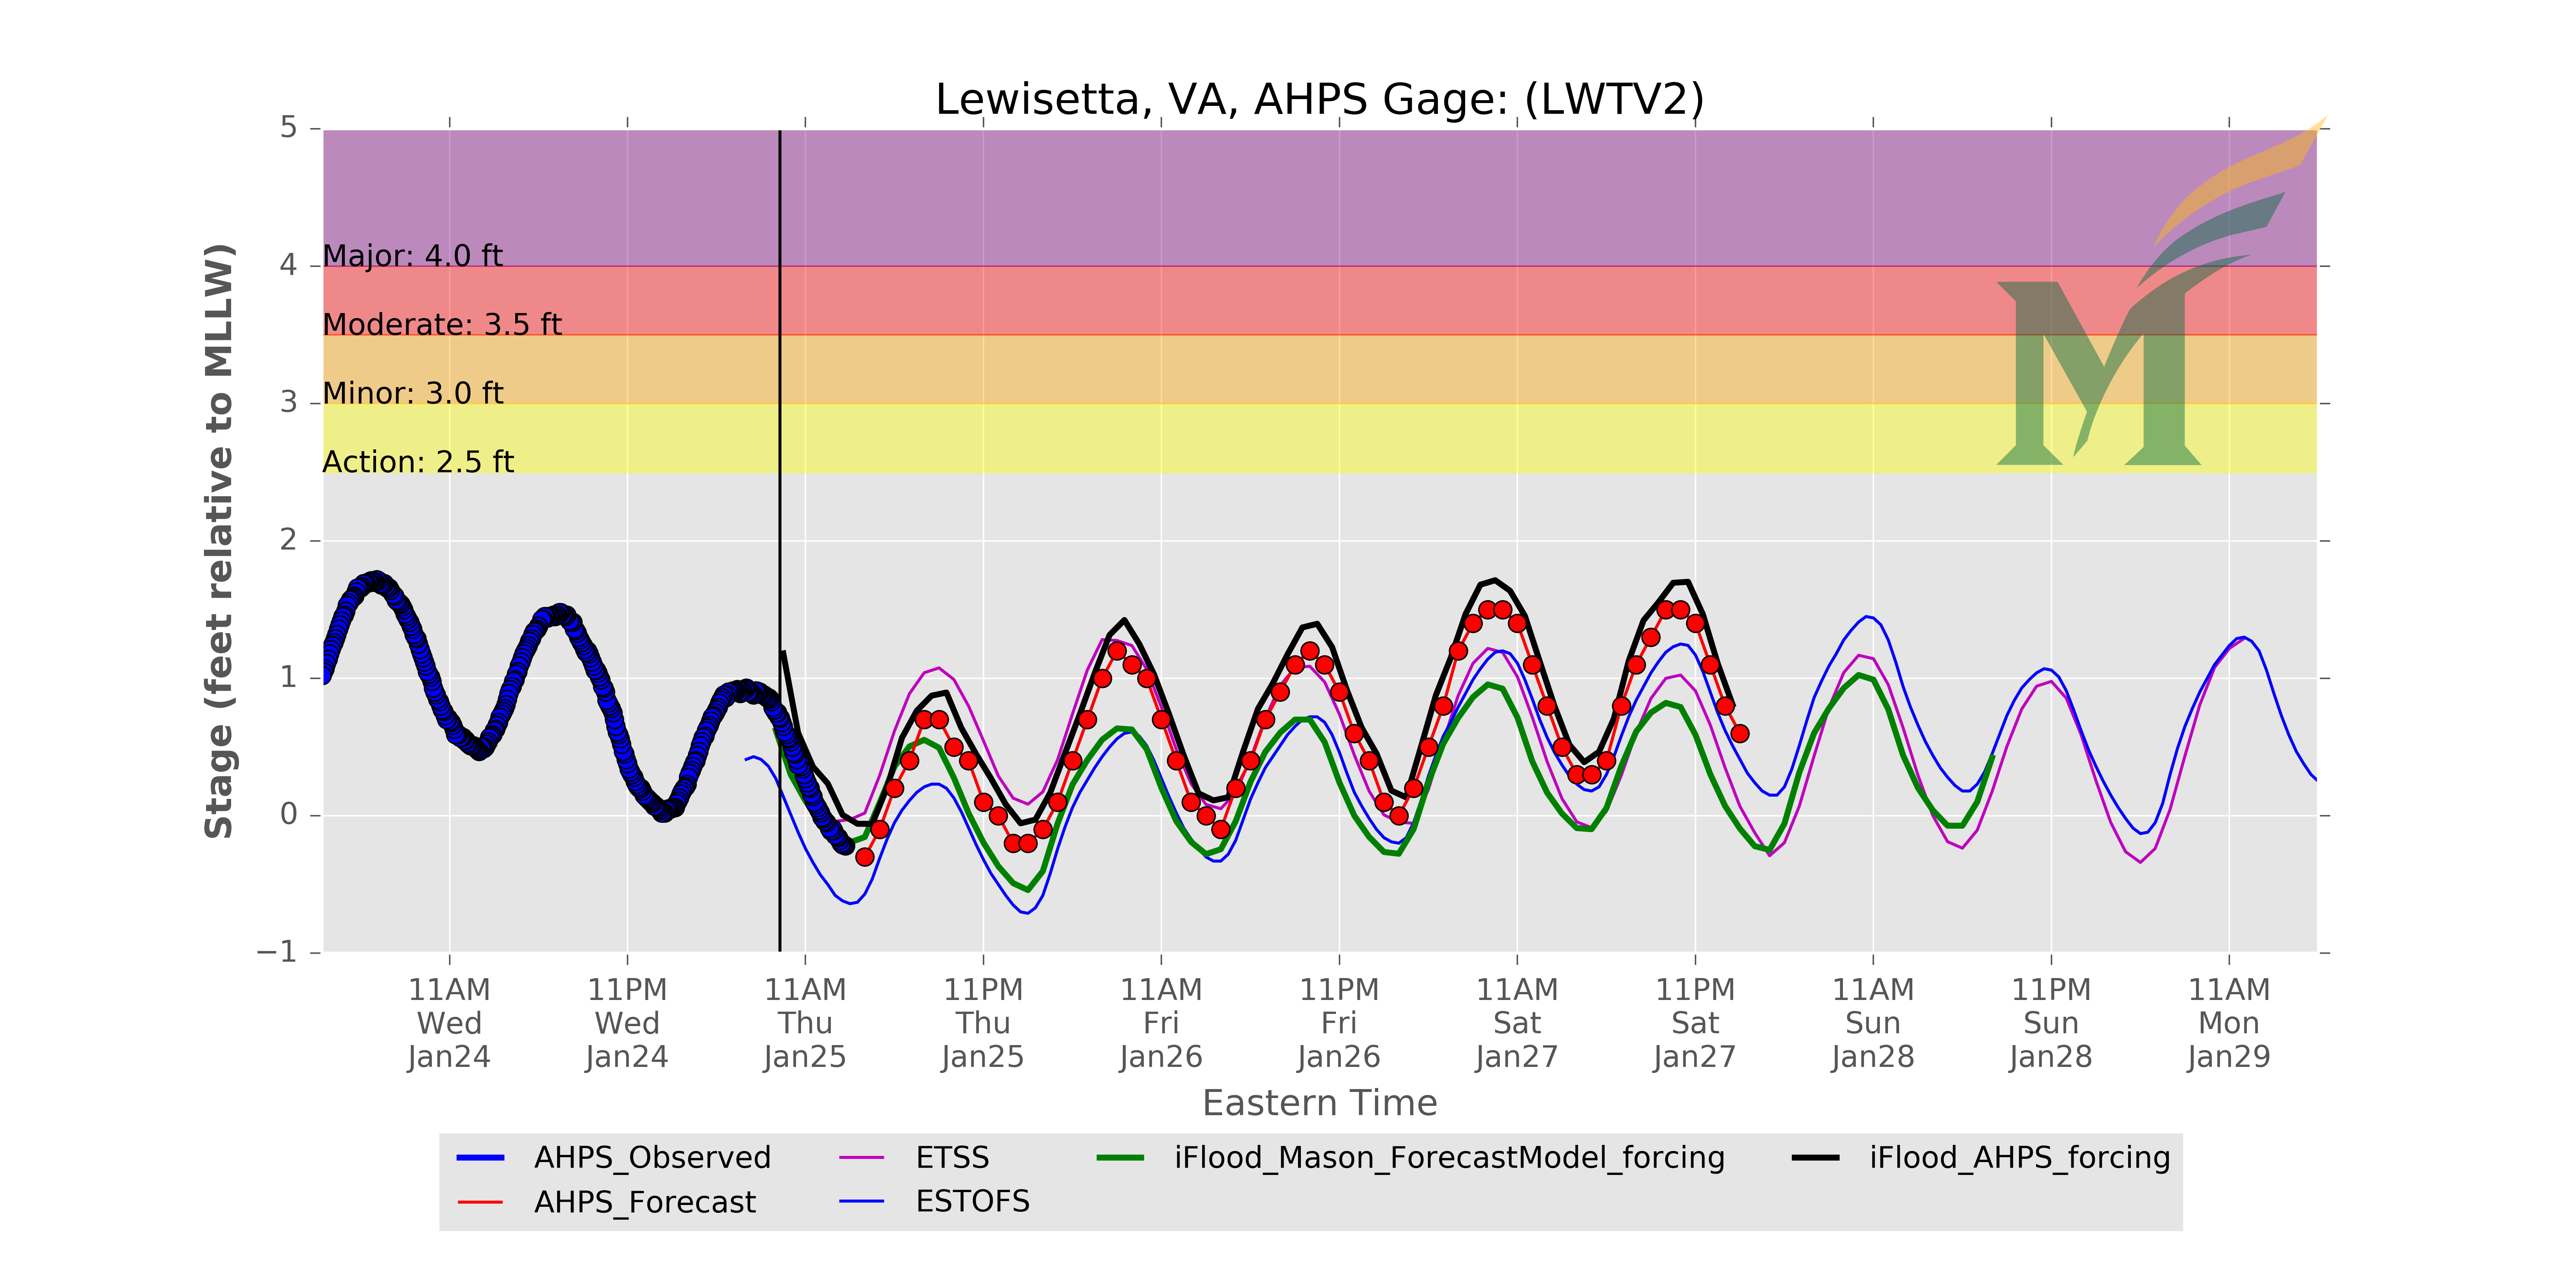 Lewisetta, VA, AHPS Gage: (LWTV2)
Stage (feet relative to MLLW)
5
4
3
2
1
0
−1
Major: 4.0 ft
Moderate: 3.5 ft
Minor: 3.0 ft
Action: 2.5 ft
11AM 11PM 11AM 11PM 11AM 11PM 11AM 11PM 11AM 11PM 11AM
Wed Wed Thu Thu Fri Fri Sat Sat Sun Sun Mon
Jan24 Jan24 Jan25 Jan25 Jan26 Jan26 Jan27 Jan27 Jan28 Jan28 Jan29
Eastern Time
AHPS_Observed ETSS iFlood_Mason_ForecastModel_forcing iFlood_AHPS_forcing
AHPS_Forecast ESTOFS
M